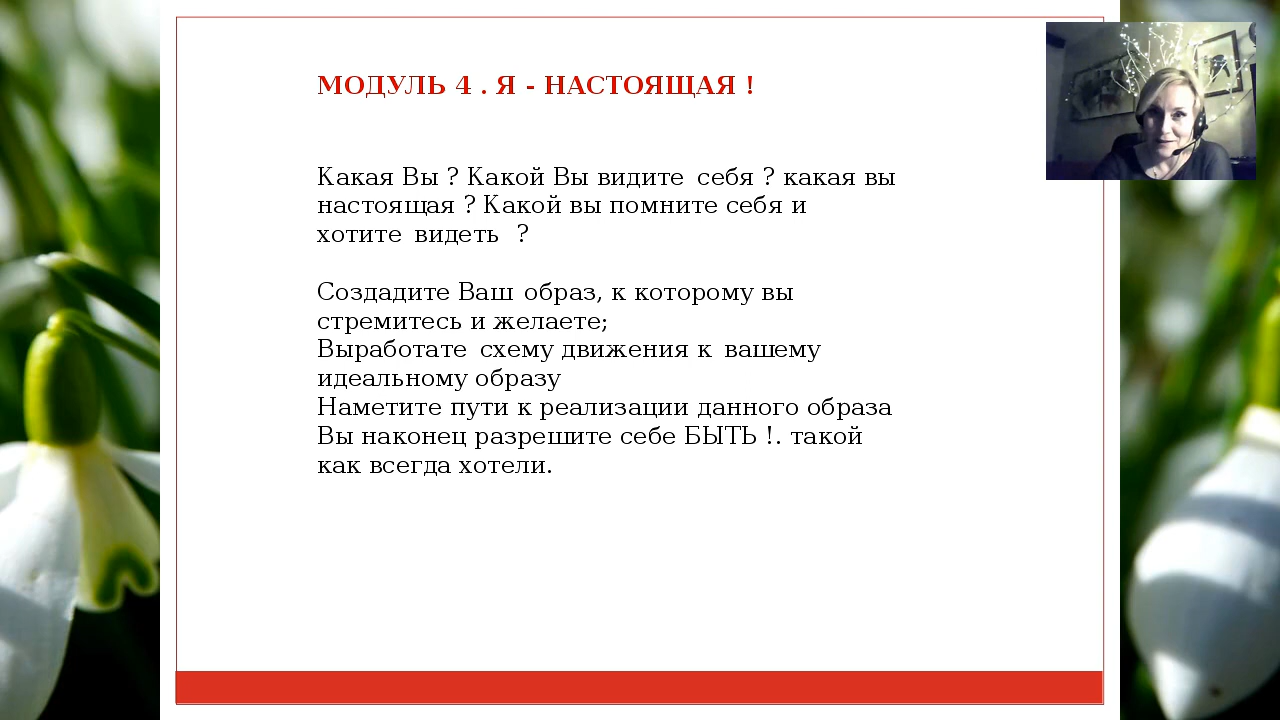 МОДУЛЬ 4 . Я - НАСТОЯЩАЯ !
Какая Вы ? Какой Вы видите себя ? какая вы
настоящая ? Какой вы помните себя и
хотите видеть ?
Создадите Ваш образ, к которому вы
стремитесь и желаете;
Выработате схему движения к вашему
идеальному образу
Наметите пути к реализации данного образа
Вы наконец разрешите себе БЫТЬ !. такой
как всегда хотели.